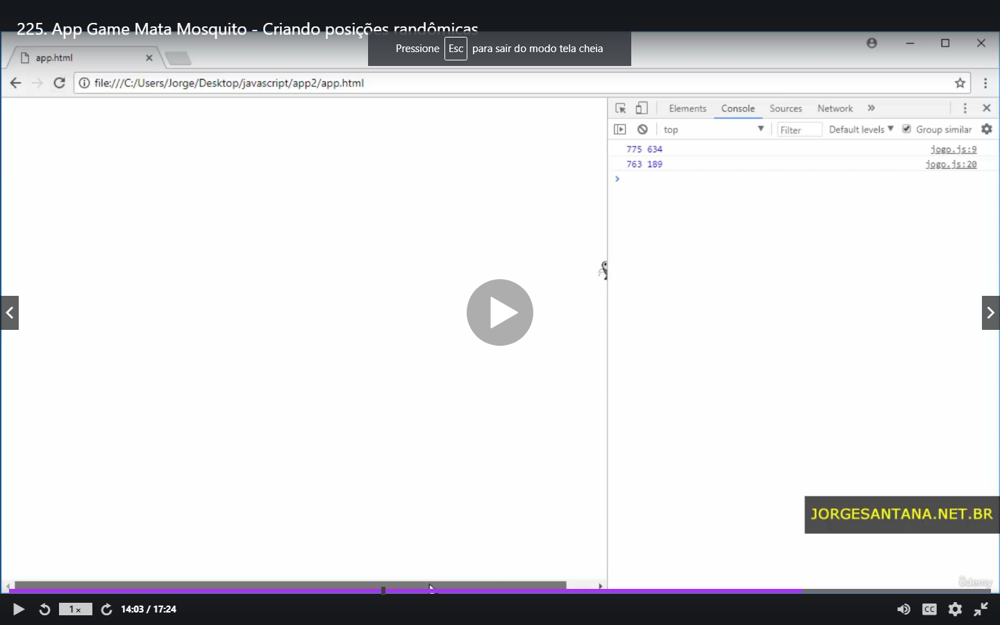 225. App Game Mata Mosquito - Criando posições randômicas
Pressione Esc para sair do modo tela cheia
app.html
file:///C:/Users/Jorge/Desktop/javascript/app2/app.html
Elements Console Sources Network »
top Filter Default levels Group similar
775 634 jogo.js:9
763 189 jogo.js:20
JORGESANTANA.NET.BR
ûdemy
1x 14:03 / 17:24 CC